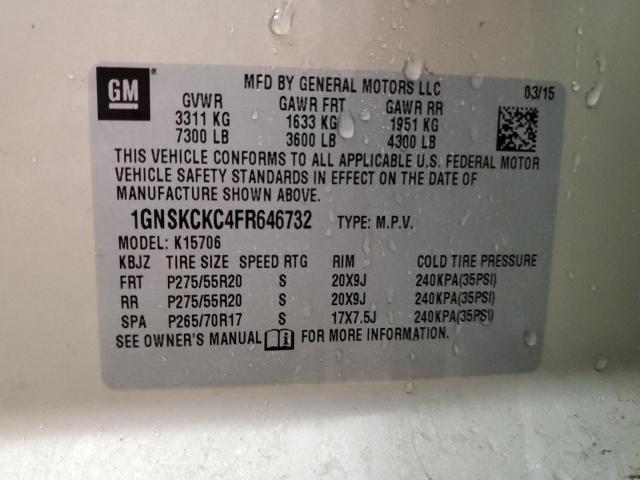 GM®
MFD BY GENERAL MOTORS LLC 03/15
GVWR GAWR FRT GAWR RR
3311 KG 1633 KG 1951 KG
7300 LB 3600 LB 4300 LB
THIS VEHICLE CONFORMS TO ALL APPLICABLE U.S. FEDERAL MOTOR
VEHICLE SAFETY STANDARDS IN EFFECT ON THE DATE OF
MANUFACTURE SHOWN ABOVE.
1GNSKCKC4FR646732 TYPE: M.P.V.
MODEL: K15706
KBJZ TIRE SIZE SPEED RTG RIM COLD TIRE PRESSURE
FRT P275/55R20 S 20X9J 240KPA(35PSI)
RR P275/55R20 S 20X9J 240KPA(35PSI)
SPA P265/70R17 S 17X7.5J 240KPA(35PSI)
SEE OWNER'S MANUAL FOR MORE INFORMATION.